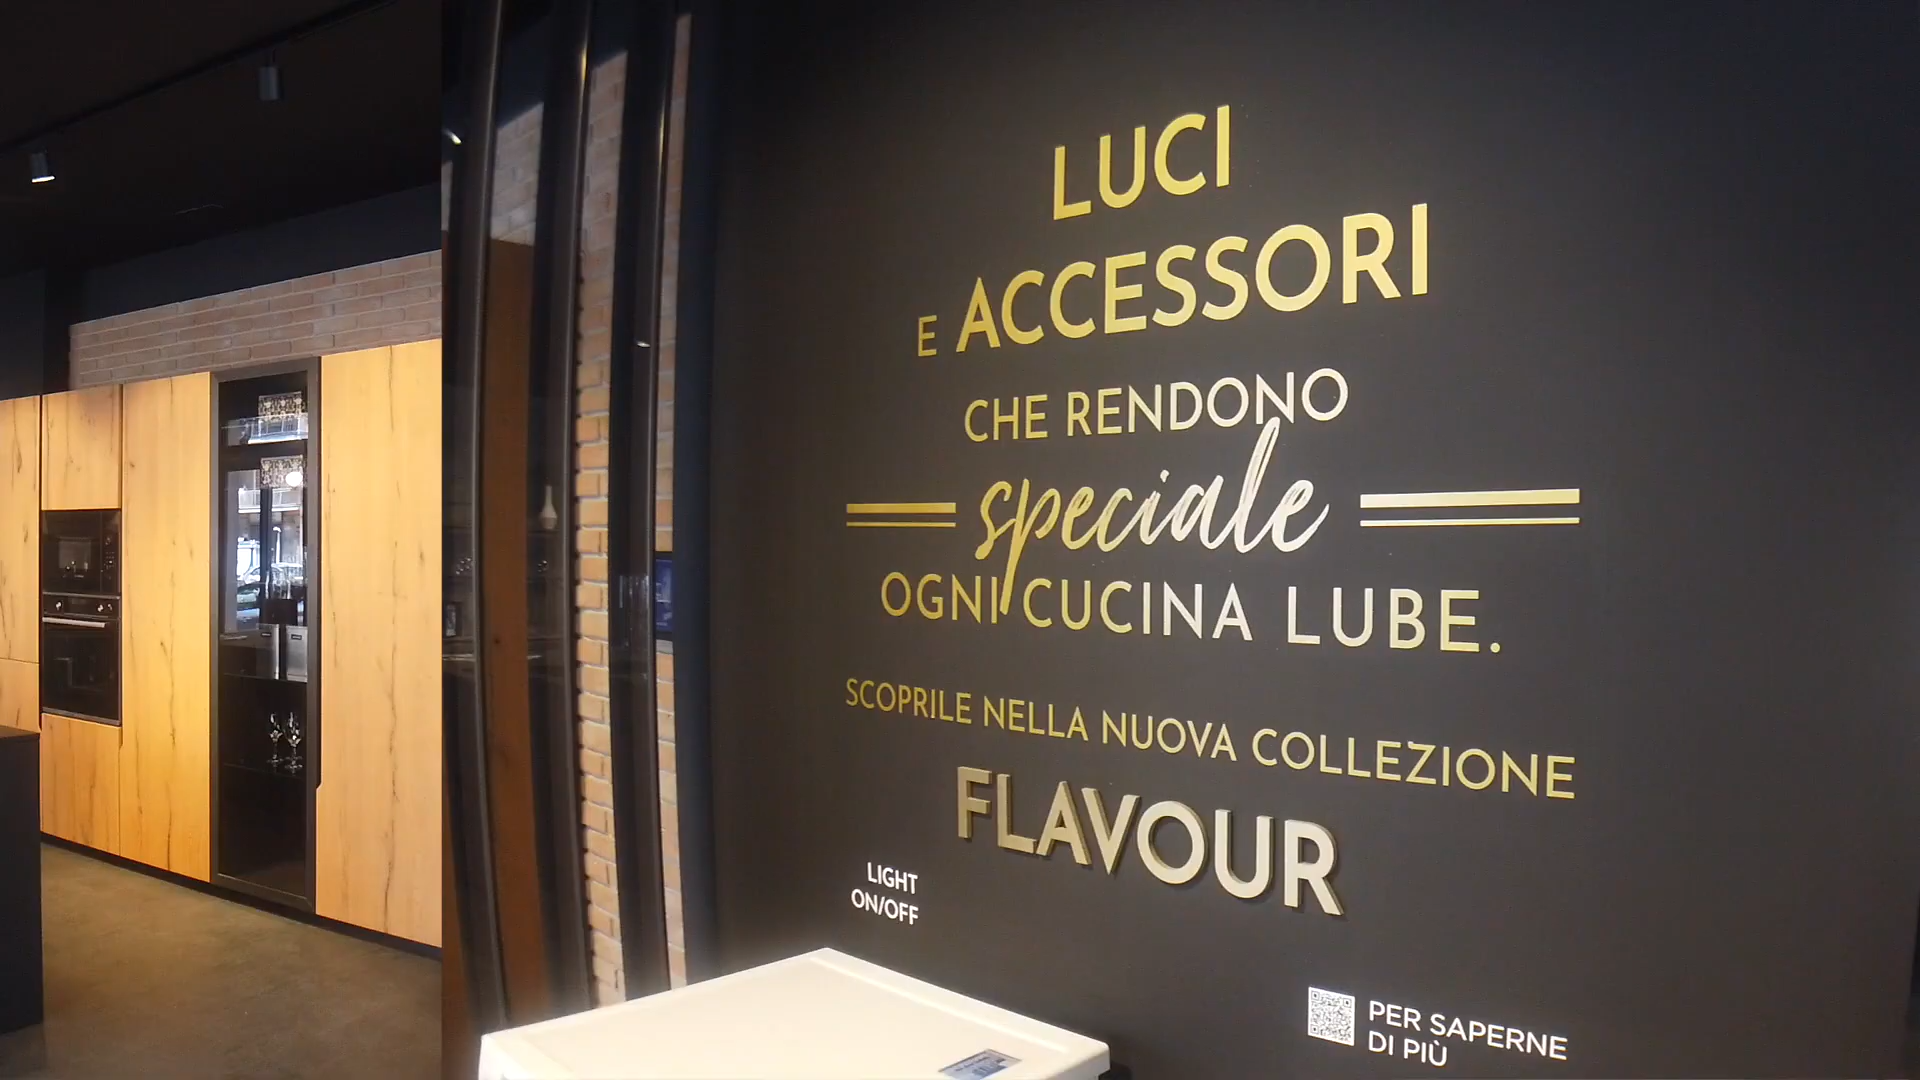 LUCI
E ACCESSORI
CHE RENDONO
speciale
OGNI CUCINA LUBE.
SCOPRILE NELLA NUOVA COLLEZIONE
FLAVOUR
LIGHT
ON/OFF
PER SAPERNE
DI PIÙ